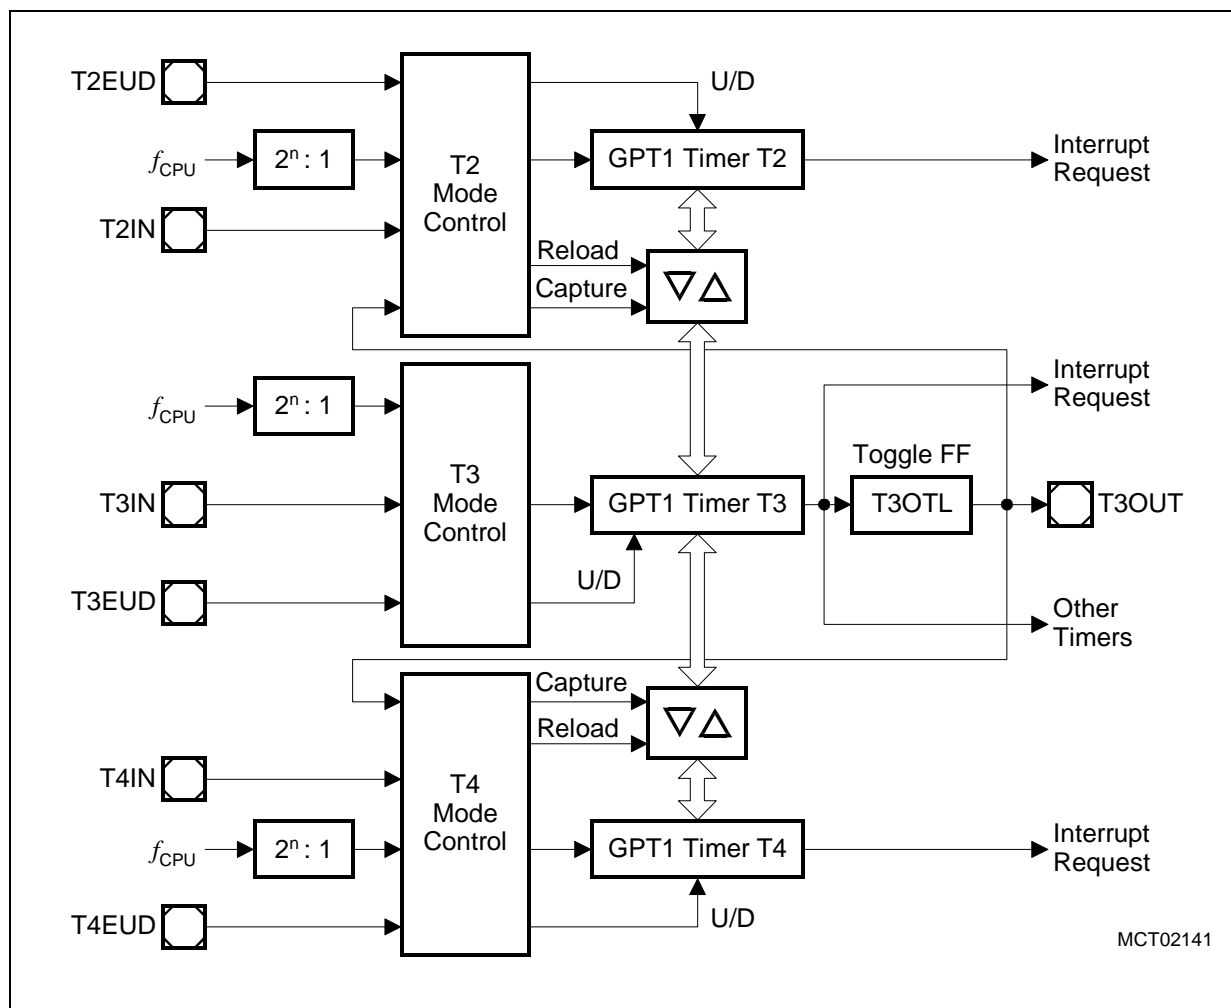 T2EUD
U/D
fCPU
2ⁿ : 1
T2
Mode
Control
GPT1 Timer T2
Interrupt
Request
T2IN
Reload
Capture
fCPU
2ⁿ : 1
Interrupt
Request
T3
Mode
Control
Toggle FF
T3IN
GPT1 Timer T3
T3OTL
T3OUT
T3EUD
U/D
Other
Timers
Capture
Reload
T4IN
T4
Mode
Control
fCPU
2ⁿ : 1
GPT1 Timer T4
Interrupt
Request
T4EUD
U/D
MCT02141